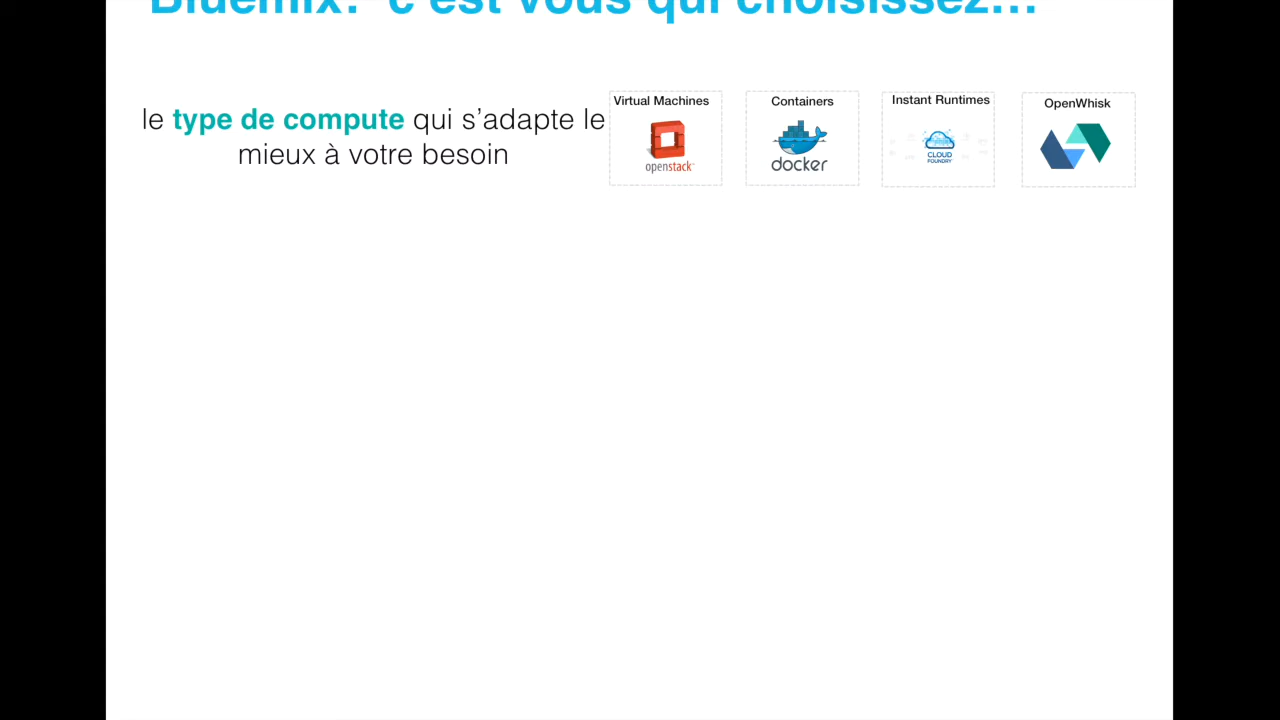 Bluemix: c'est vous qui choisissez...
le type de compute qui s’adapte le
mieux à votre besoin
Virtual Machines
openstack
Containers
docker
Instant Runtimes
CLOUD
FOUNDRY
OpenWhisk